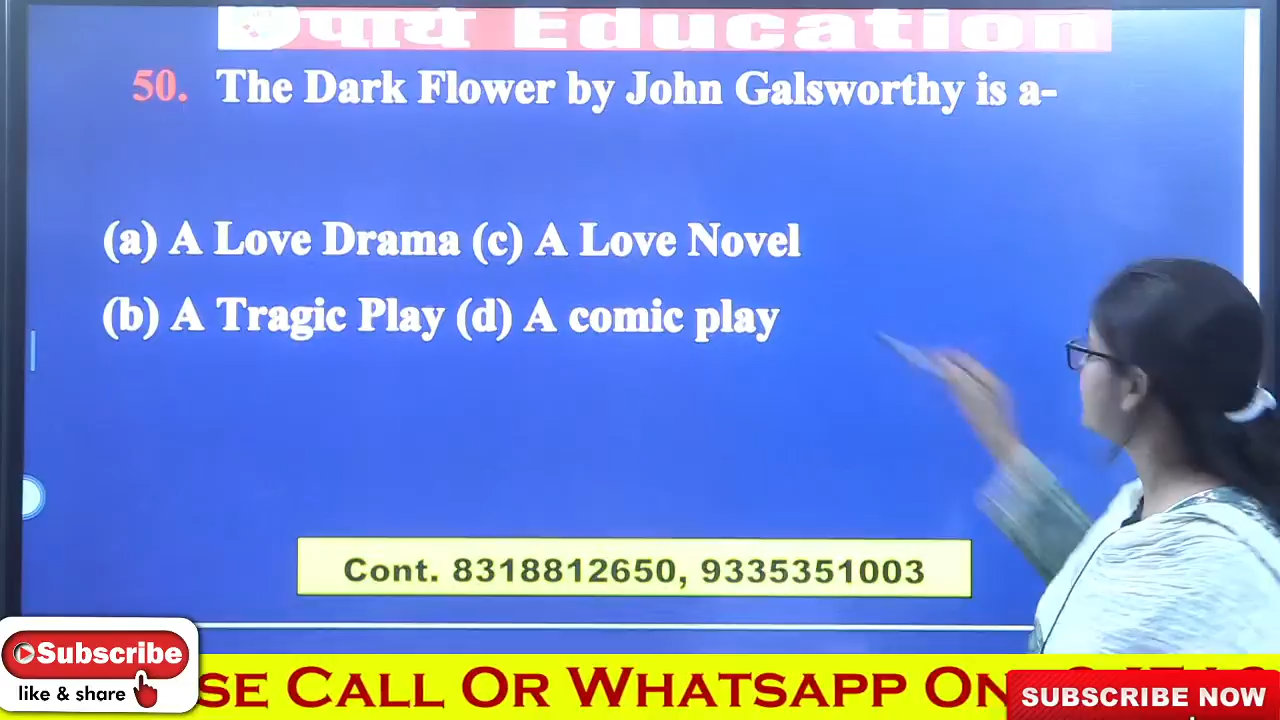 Education
50. The Dark Flower by John Galsworthy is a-
(a) A Love Drama (c) A Love Novel
(b) A Tragic Play (d) A comic play
Cont. 8318812650, 9335351003
Subscribe
like & share
SE CALL OR WHATSAPP ON
SUBSCRIBE NOW